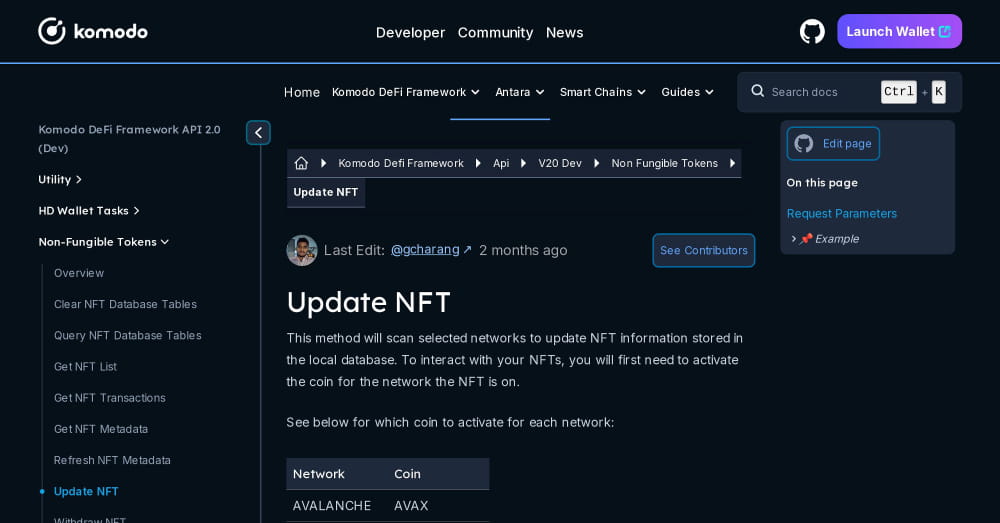 komodo
Developer Community News
Launch Wallet
Home Komodo DeFi Framework Antara Smart Chains Guides
Search docs Ctrl + K
Komodo DeFi Framework API 2.0
(Dev)
Utility
HD Wallet Tasks
Non-Fungible Tokens
Overview
Clear NFT Database Tables
Query NFT Database Tables
Get NFT List
Get NFT Transactions
Get NFT Metadata
Refresh NFT Metadata
Update NFT
Withdraw NFT
Komodo Defi Framework Api V20 Dev Non Fungible Tokens
Update NFT
Last Edit: @gcharang ↗ 2 months ago
See Contributors
Update NFT
This method will scan selected networks to update NFT information stored in
the local database. To interact with your NFTs, you will first need to activate
the coin for the network the NFT is on.
See below for which coin to activate for each network:
Network Coin
AVALANCHE AVAX
Edit page
On this page
Request Parameters
📌 Example